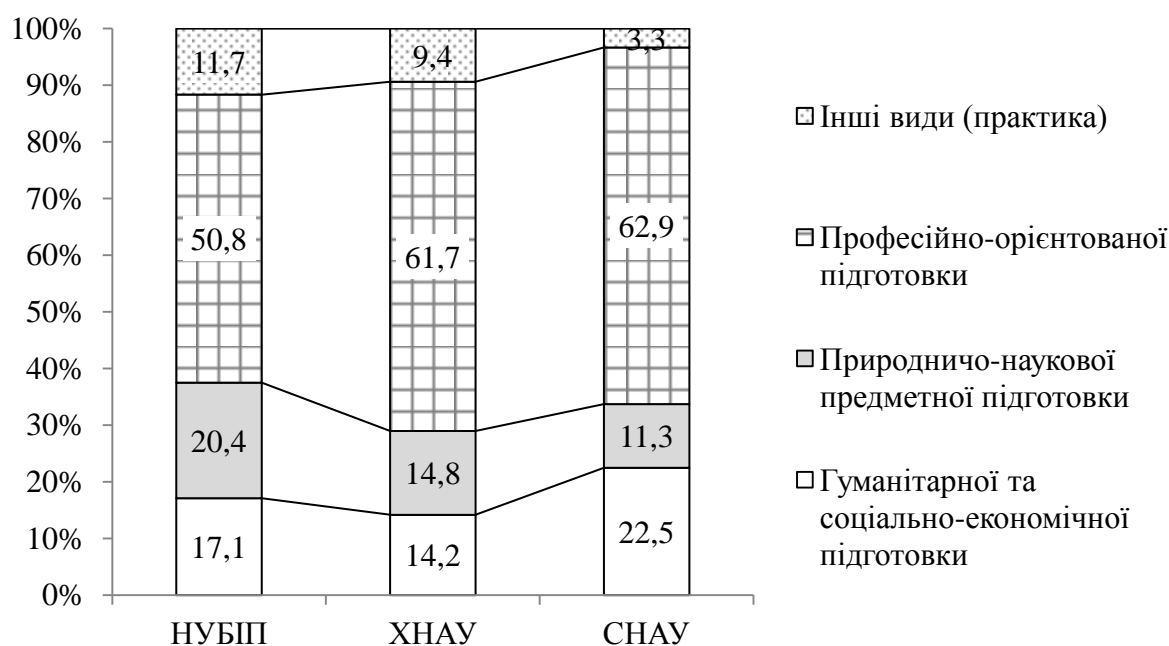 100%
90%
80%
70%
60%
50%
40%
30%
20%
10%
0%
11,7
50,8
20,4
17,1
9,4
61,7
14,8
14,2
3,3
62,9
11,3
22,5
НУБІП
ХНАУ
СНАУ
Інші види (практика)
Професійно-орієнтованої
підготовки
Природничо-наукової
предметної підготовки
Гуманітарної та
соціально-економічної
підготовки